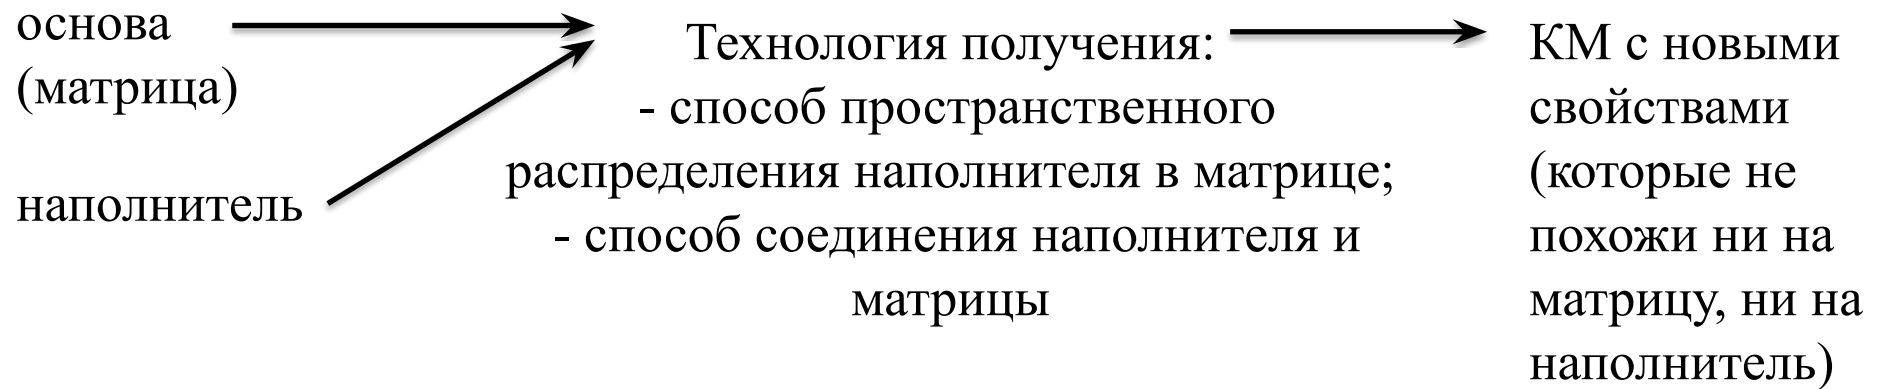 основа
(матрица)
наполнитель
Технология получения:
- способ пространственного
распределения наполнителя в матрице;
- способ соединения наполнителя и
матрицы
КМ с новыми
свойствами
(которые не
похожи ни на
матрицу, ни на
наполнитель)